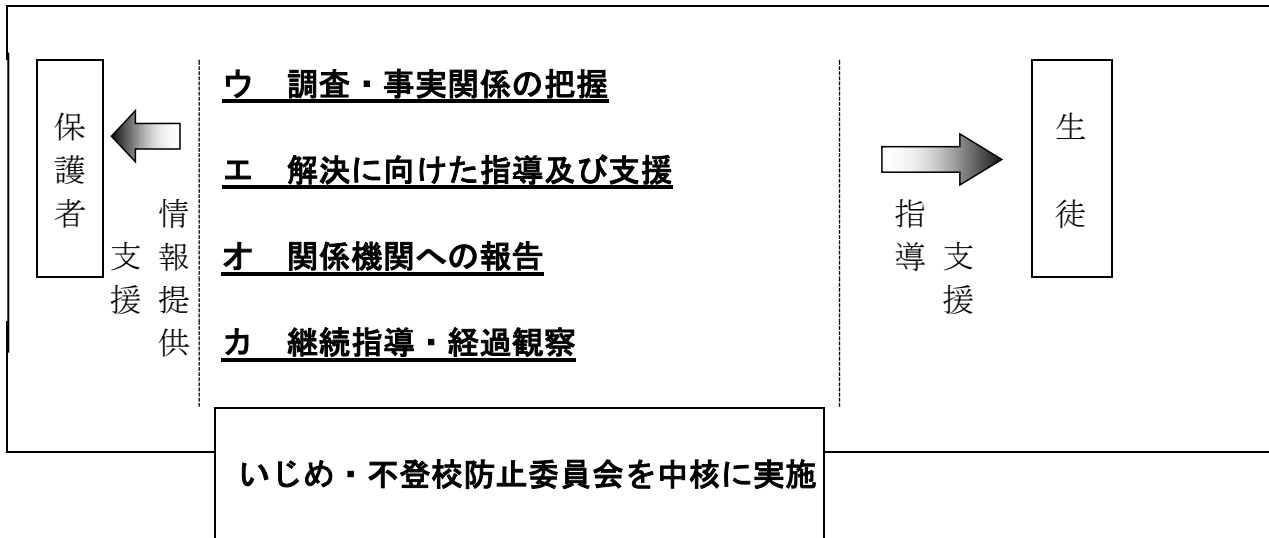 保護者
情報提供
支援
ウ　調査・事実関係の把握
エ　解決に向けた指導及び支援
オ　関係機関への報告
カ　継続指導・経過観察
指導
支援
生徒
いじめ・不登校防止委員会を中核に実施